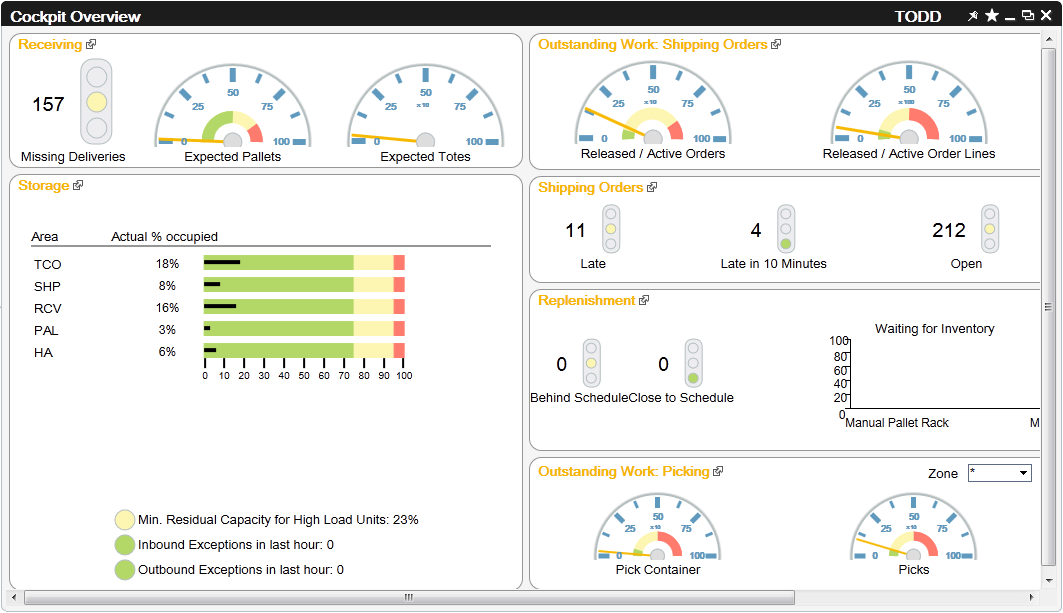 Cockpit Overview
TODD
Receiving
157
Missing Deliveries
0 25 50 75 100
Expected Pallets
0 25 50 75 100
x10
Expected Totes
Storage
Area Actual % occupied
TCO 18%
SHP 8%
RCV 16%
PAL 3%
HA 6%
0 10 20 30 40 50 60 70 80 90 100
Min. Residual Capacity for High Load Units: 23%
Inbound Exceptions in last hour: 0
Outbound Exceptions in last hour: 0
Outstanding Work: Shipping Orders
0 25 50 75 100
x10
Released / Active Orders
0 25 50 75 100
x100
Released / Active Order Lines
Shipping Orders
11
Late
4
Late in 10 Minutes
212
Open
Replenishment
0
Behind Schedule
0
Close to Schedule
Waiting for Inventory
100
80
60
40
20
0
Manual Pallet Rack
M
Outstanding Work: Picking
Zone *
0 25 50 75 100
x10
Pick Container
0 25 50 75 100
x10
Picks